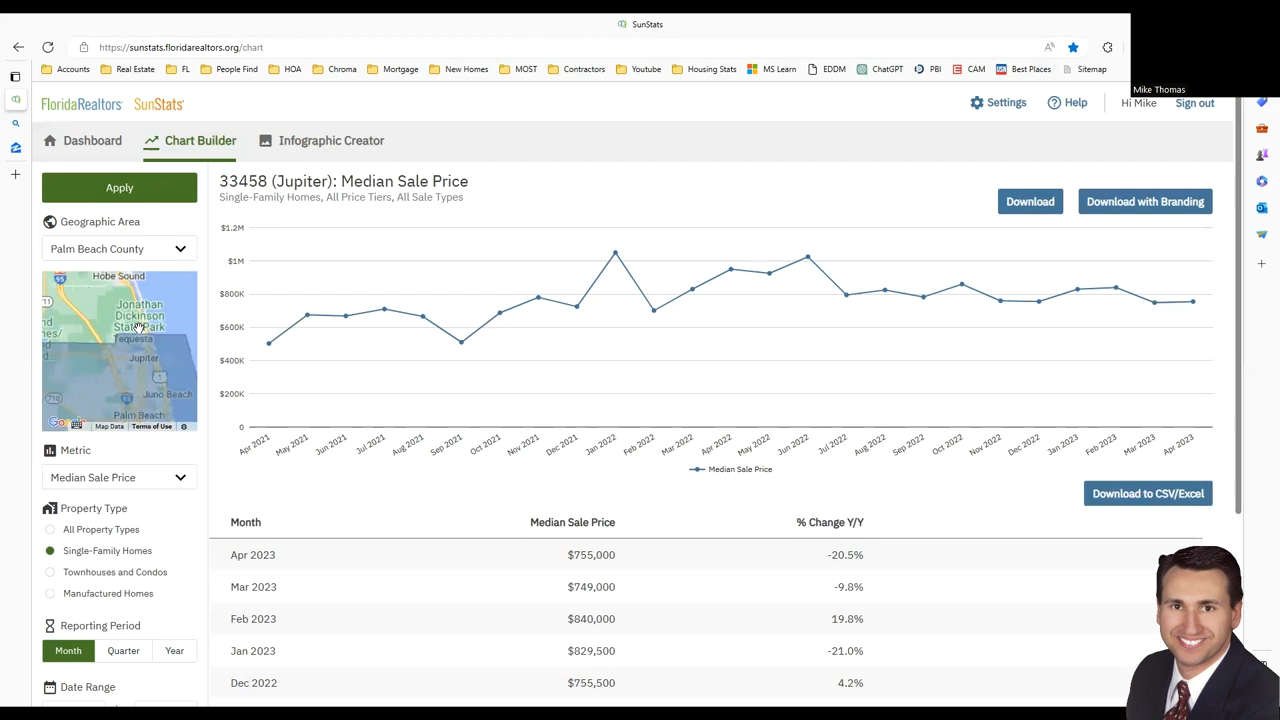 SunStats
https://sunstats.floridarealtors.org/chart
Accounts Real Estate FL People Find HOA Chroma Mortgage New Homes MOST Contractors Youtube Housing Stats MS Learn EDDM ChatGPT PBI CAM Best Places Sitemap
Mike Thomas
FloridaRealtors SunStats
Settings Help Hi Mike Sign out
Dashboard Chart Builder Infographic Creator
Apply
Geographic Area
Palm Beach County
Hobe Sound
95
Jonathan
Dickinson
State Park
Tequesta
Jupiter
1
Juno Beach
710
95
Palm Beach
Google Map Data Terms of Use
Metric
Median Sale Price
Property Type
All Property Types
Single-Family Homes
Townhouses and Condos
Manufactured Homes
Reporting Period
Month Quarter Year
Date Range
33458 (Jupiter): Median Sale Price
Single-Family Homes, All Price Tiers, All Sale Types
Download Download with Branding
$1.2M
$1M
$800K
$600K
$400K
$200K
0
Apr 2021 May 2021 Jun 2021 Jul 2021 Aug 2021 Sep 2021 Oct 2021 Nov 2021 Dec 2021 Jan 2022 Feb 2022 Mar 2022 Apr 2022 May 2022 Jun 2022 Jul 2022 Aug 2022 Sep 2022 Oct 2022 Nov 2022 Dec 2022 Jan 2023 Feb 2023 Mar 2023 Apr 2023
Median Sale Price
Download to CSV/Excel
Month Median Sale Price % Change Y/Y
Apr 2023 $755,000 -20.5%
Mar 2023 $749,000 -9.8%
Feb 2023 $840,000 19.8%
Jan 2023 $829,500 -21.0%
Dec 2022 $755,500 4.2%